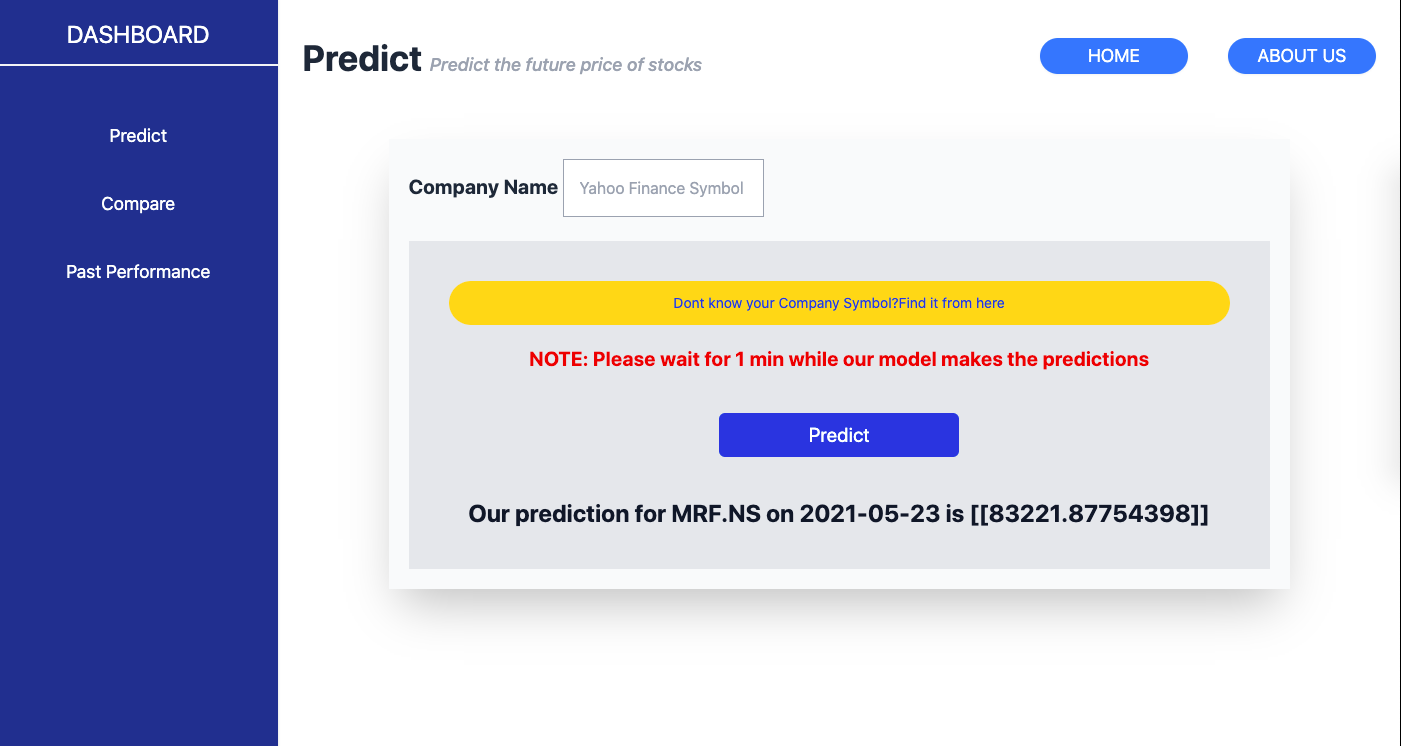 DASHBOARD
Predict
Compare
Past Performance
Predict Predict the future price of stocks
HOME
ABOUT US
Company Name Yahoo Finance Symbol
Dont know your Company Symbol?Find it from here
NOTE: Please wait for 1 min while our model makes the predictions
Predict
Our prediction for MRF.NS on 2021-05-23 is [[83221.87754398]]